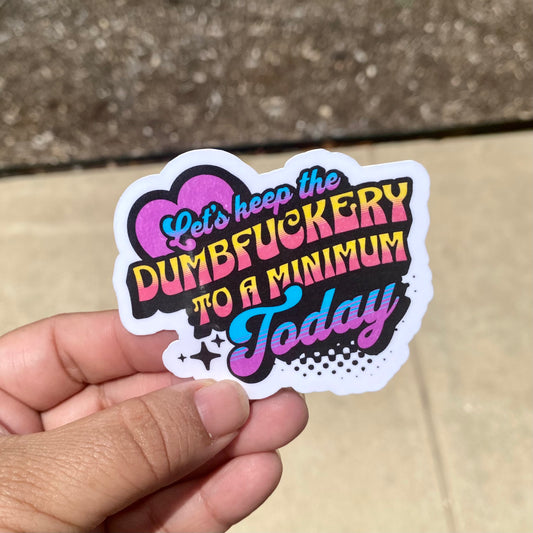 Let's keep the
DUMBFUCKERY
TO A MINIMUM
Today